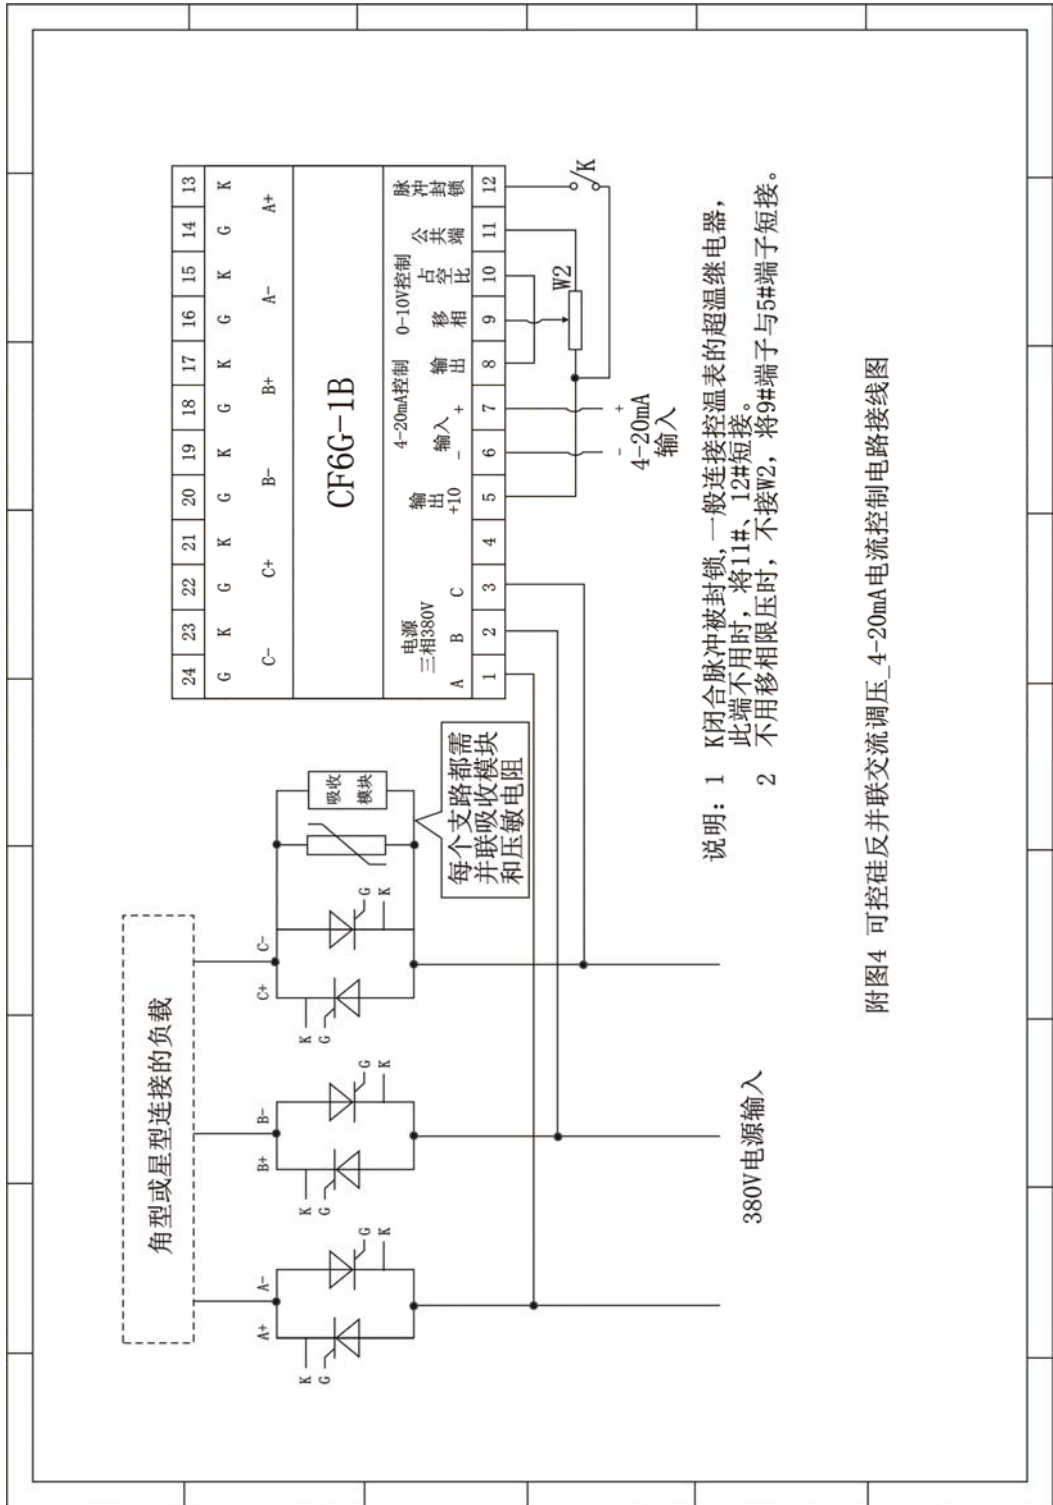 角型或星型连接的负载
A+ A- B+ B- C+ C-
K G G K
K G G K
K G G K
吸收
模块
每个支路都需
并联吸收模块
和压敏电阻
380V电源输入
24 23 22 21 20 19 18 17 16 15 14 13
G K G K G K G K G K G K
C- C+ B- B+ A- A+
CF6G-1B
电源
三相380V
A B C
输出
+10
4-20mA控制
- 输入 +
输出
0-10V控制
移相
占空比
公共端
脉冲封锁
1 2 3 4 5 6 7 8 9 10 11 12
W2
K
- +
4-20mA
输入
说明: 1 K闭合脉冲被封锁,一般连接控温表的超温继电器,
此端不用时, 将11#、12#短接。
2 不用移相限压时, 不接W2, 将9#端子与5#端子短接。
附图4 可控硅反并联交流调压_4-20mA电流控制电路接线图